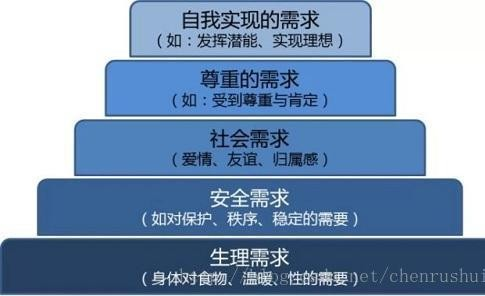 自我实现的需求
（如：发挥潜能、实现理想）
尊重的需求
（如：受到尊重与肯定）
社会需求
（爱情、友谊、归属感）
安全需求
（如对保护、秩序、稳定的需要）
生理需求
（身体对食物、温暖、性的需要）
http://blog.csdn.net/chenrushui